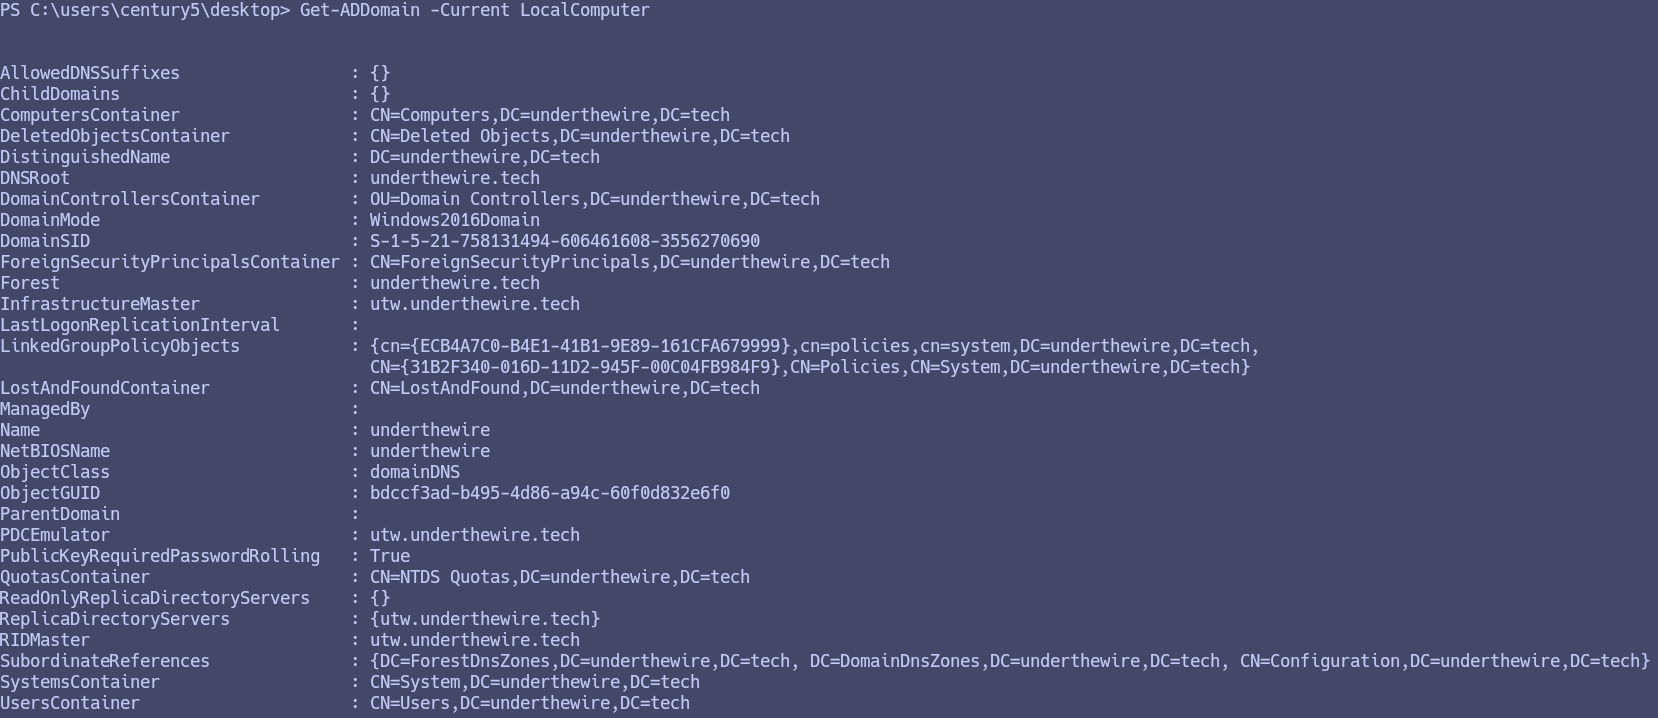 PS C:\users\century5\desktop> Get-ADDomain -Current LocalComputer
AllowedDNSSuffixes                 : {}
ChildDomains                       : {}
ComputersContainer                 : CN=Computers,DC=underthewire,DC=tech
DeletedObjectsContainer            : CN=Deleted Objects,DC=underthewire,DC=tech
DistinguishedName                  : DC=underthewire,DC=tech
DNSRoot                            : underthewire.tech
DomainControllersContainer         : OU=Domain Controllers,DC=underthewire,DC=tech
DomainMode                         : Windows2016Domain
DomainSID                          : S-1-5-21-758131494-606461608-3556270690
ForeignSecurityPrincipalsContainer : CN=ForeignSecurityPrincipals,DC=underthewire,DC=tech
Forest                             : underthewire.tech
InfrastructureMaster               : utw.underthewire.tech
LastLogonReplicationInterval       :
LinkedGroupPolicyObjects           : {cn={ECB4A7C0-B4E1-41B1-9E89-161CFA679999},cn=policies,cn=system,DC=underthewire,DC=tech,
                                     CN={31B2F340-016D-11D2-945F-00C04FB984F9},CN=Policies,CN=System,DC=underthewire,DC=tech}
LostAndFoundContainer              : CN=LostAndFound,DC=underthewire,DC=tech
ManagedBy                          :
Name                               : underthewire
NetBIOSName                        : underthewire
ObjectClass                        : domainDNS
ObjectGUID                         : bdccf3ad-b495-4d86-a94c-60f0d832e6f0
ParentDomain                       :
PDCEmulator                        : utw.underthewire.tech
PublicKeyRequiredPasswordRolling   : True
QuotasContainer                    : CN=NTDS Quotas,DC=underthewire,DC=tech
ReadOnlyReplicaDirectoryServers    : {}
ReplicaDirectoryServers            : {utw.underthewire.tech}
RIDMaster                          : utw.underthewire.tech
SubordinateReferences              : {DC=ForestDnsZones,DC=underthewire,DC=tech, DC=DomainDnsZones,DC=underthewire,DC=tech, CN=Configuration,DC=underthewire,DC=tech}
SystemsContainer                   : CN=System,DC=underthewire,DC=tech
UsersContainer                     : CN=Users,DC=underthewire,DC=tech